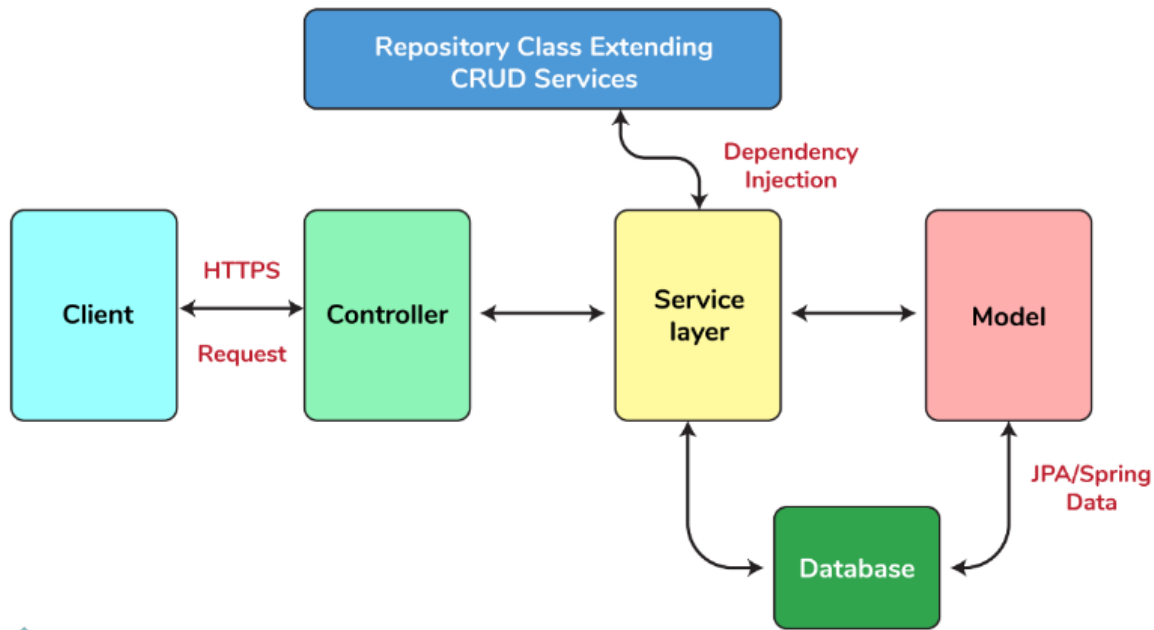 Repository Class Extending
CRUD Services
Dependency
Injection
Client
HTTPS
Request
Controller
Service
layer
Model
JPA/Spring
Data
Database